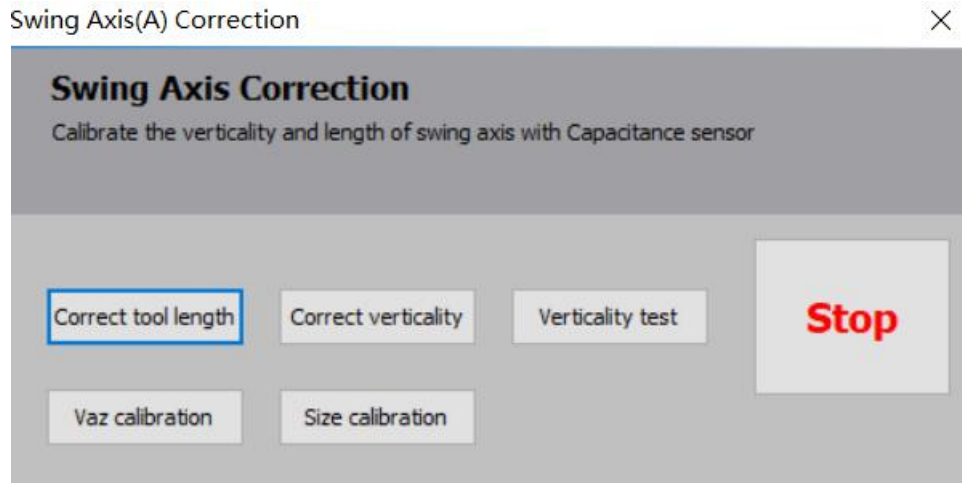 Swing Axis(A) Correction
Swing Axis Correction
Calibrate the verticality and length of swing axis with Capacitance sensor
Correct tool length
Correct verticality
Verticality test
Stop
Vaz calibration
Size calibration